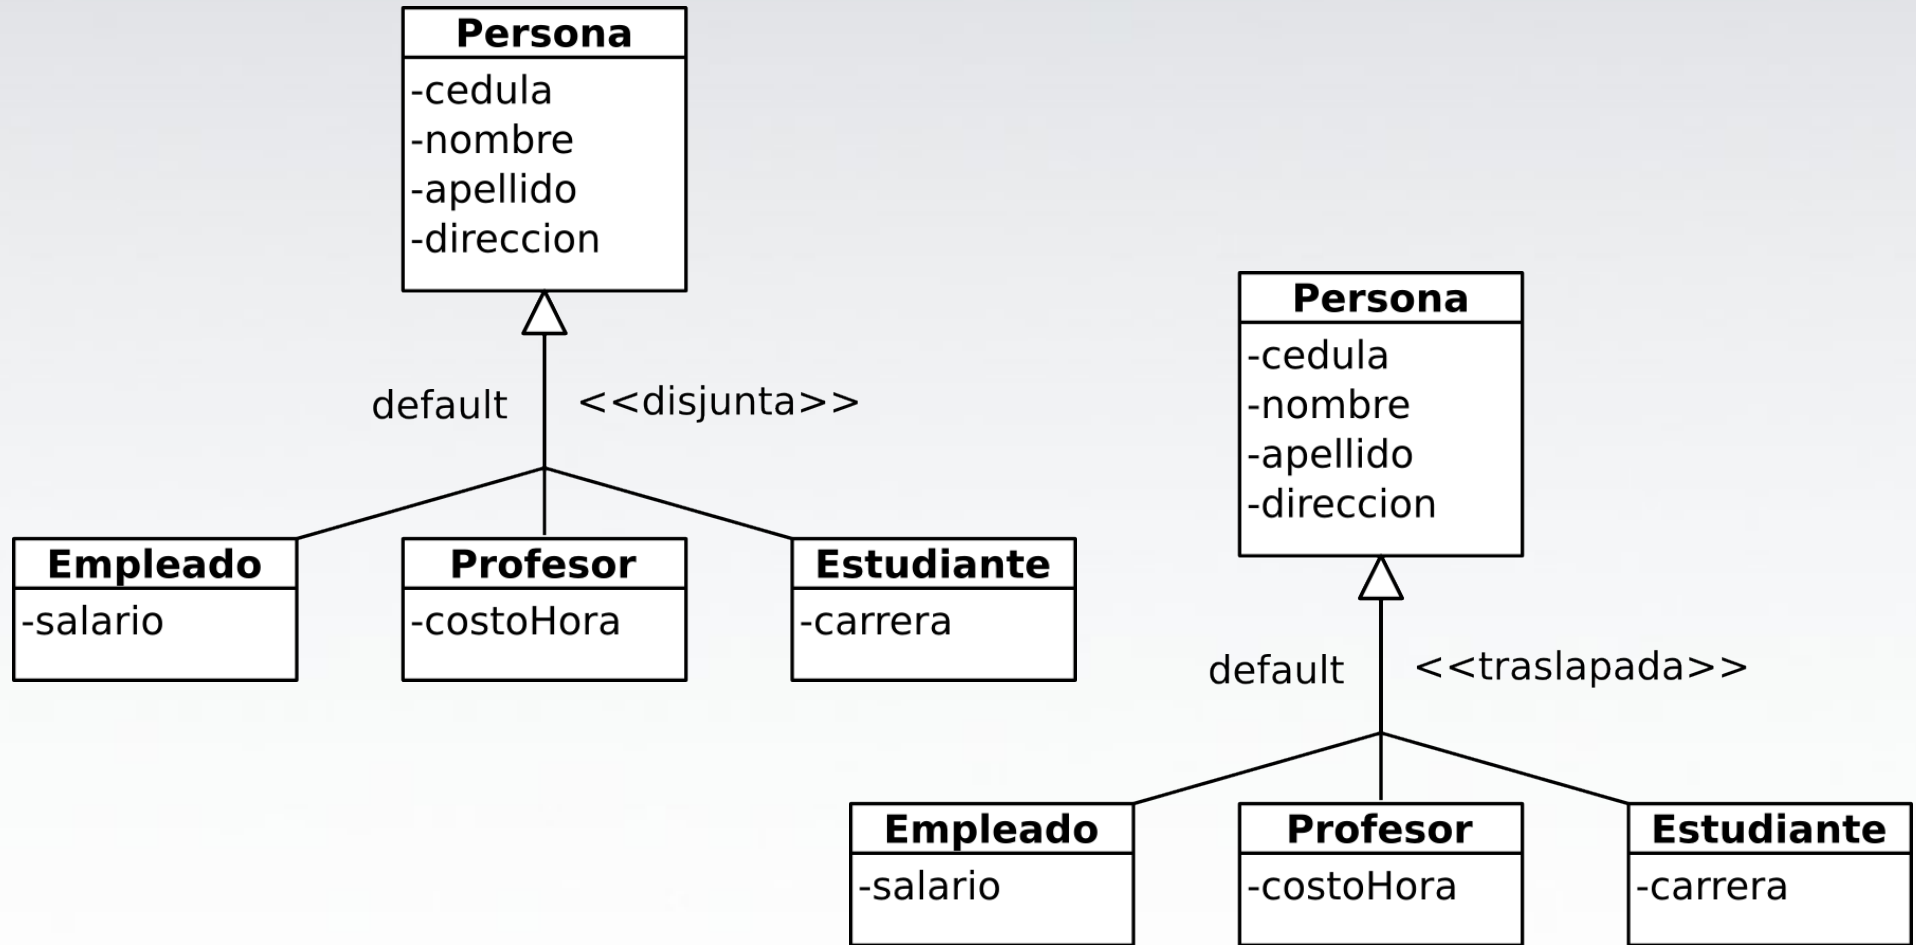 Persona
-cedula
-nombre
-apellido
-direccion
default <<disjunta>>
Empleado
-salario
Profesor
-costoHora
Estudiante
-carrera
Persona
-cedula
-nombre
-apellido
-direccion
default <<traslapada>>
Empleado
-salario
Profesor
-costoHora
Estudiante
-carrera